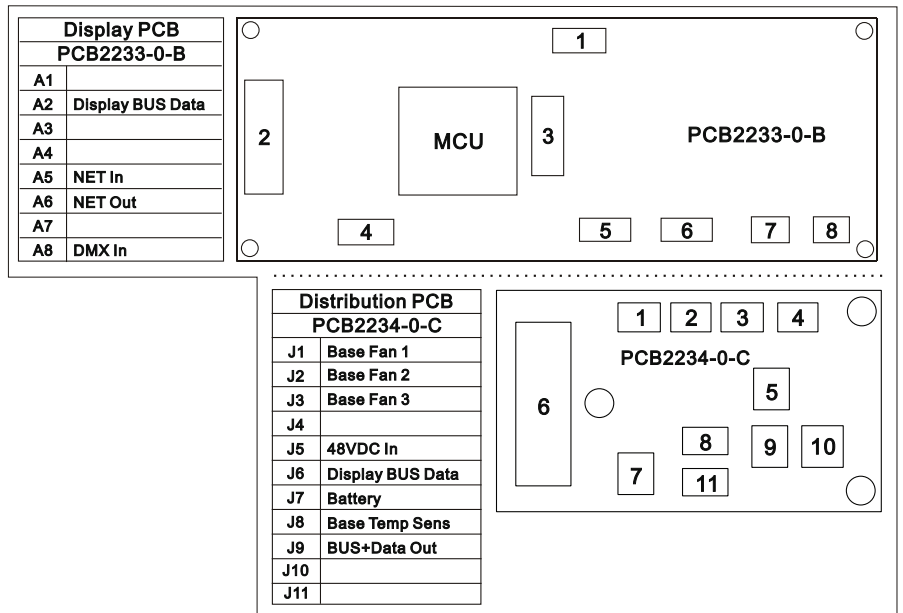 Display PCB
PCB2233-0-B
A1
A2 Display BUS Data
A3
A4
A5 NET In
A6 NET Out
A7
A8 DMX In
1
2
MCU
3
PCB2233-0-B
4
5
6
7
8
Distribution PCB
PCB2234-0-C
J1 Base Fan 1
J2 Base Fan 2
J3 Base Fan 3
J4
J5 48VDC In
J6 Display BUS Data
J7 Battery
J8 Base Temp Sens
J9 BUS+Data Out
J10
J11
1
2
3
4
PCB2234-0-C
5
6
8
9
10
7
11